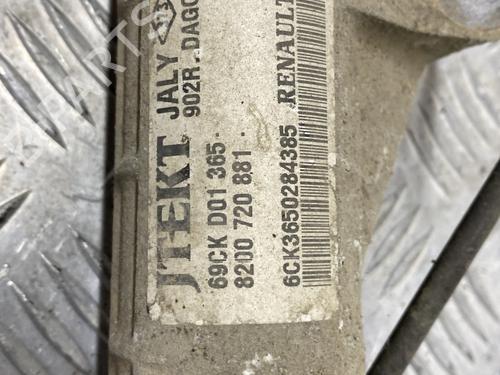 JTEKT JALY
902R.DAGO
69CK D01 365
8200 720 881
6CK3650284385 RENAULT